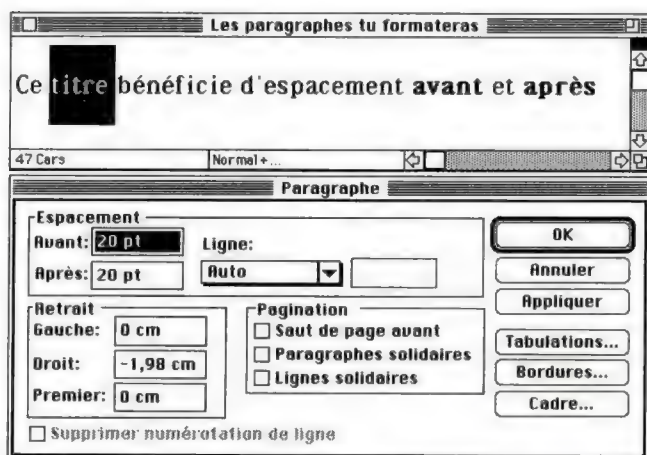 Les paragraphes tu formateras
Ce titre bénéficie d'espacement avant et après
47 Cars Normal+...
Paragraphe
Espacement
Avant: 20 pt Ligne:
Après: 20 pt Auto
OK
Annuler
Appliquer
Retrait
Gauche: 0 cm
Droit: -1,98 cm
Premier: 0 cm
Pagination
Saut de page avant
Paragraphes solidaires
Lignes solidaires
Tabulations...
Bordures...
Cadre...
Supprimer numérotation de ligne